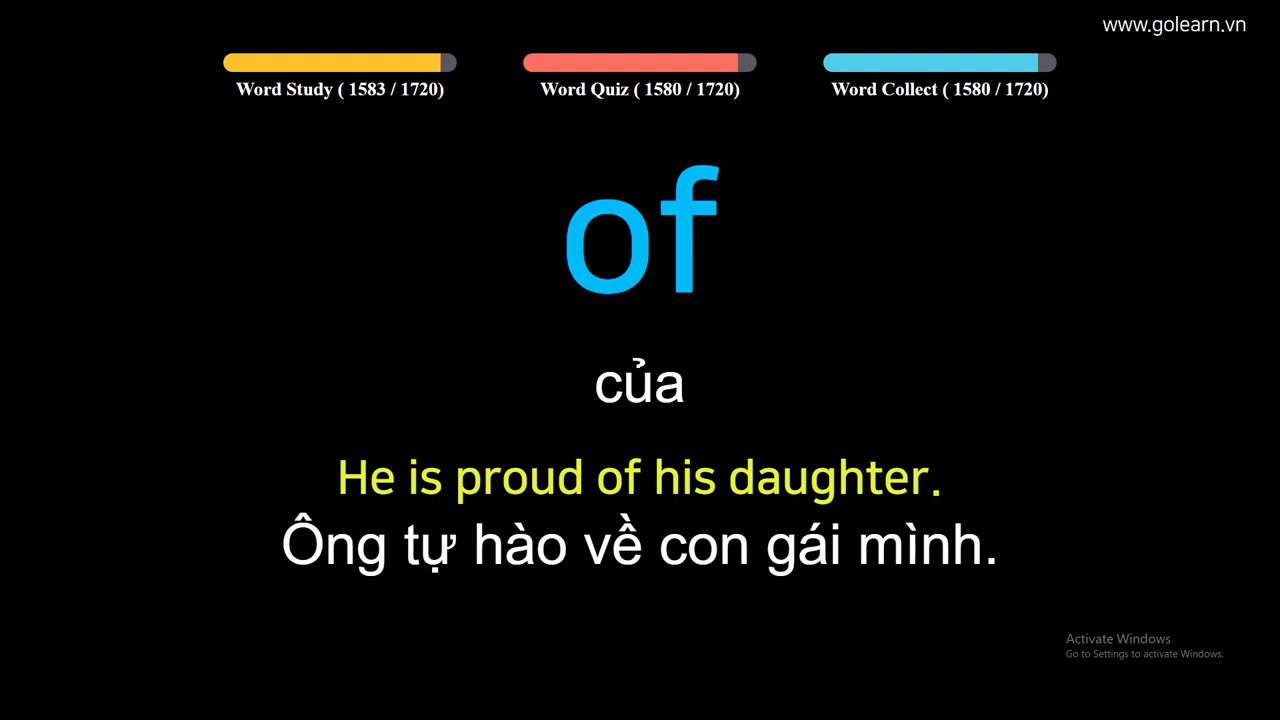 www.golearn.vn
Word Study ( 1583 / 1720)
Word Quiz ( 1580 / 1720)
Word Collect ( 1580 / 1720)
of
của
He is proud of his daughter.
Ông tự hào về con gái mình.
Activate Windows
Go to Settings to activate Windows.